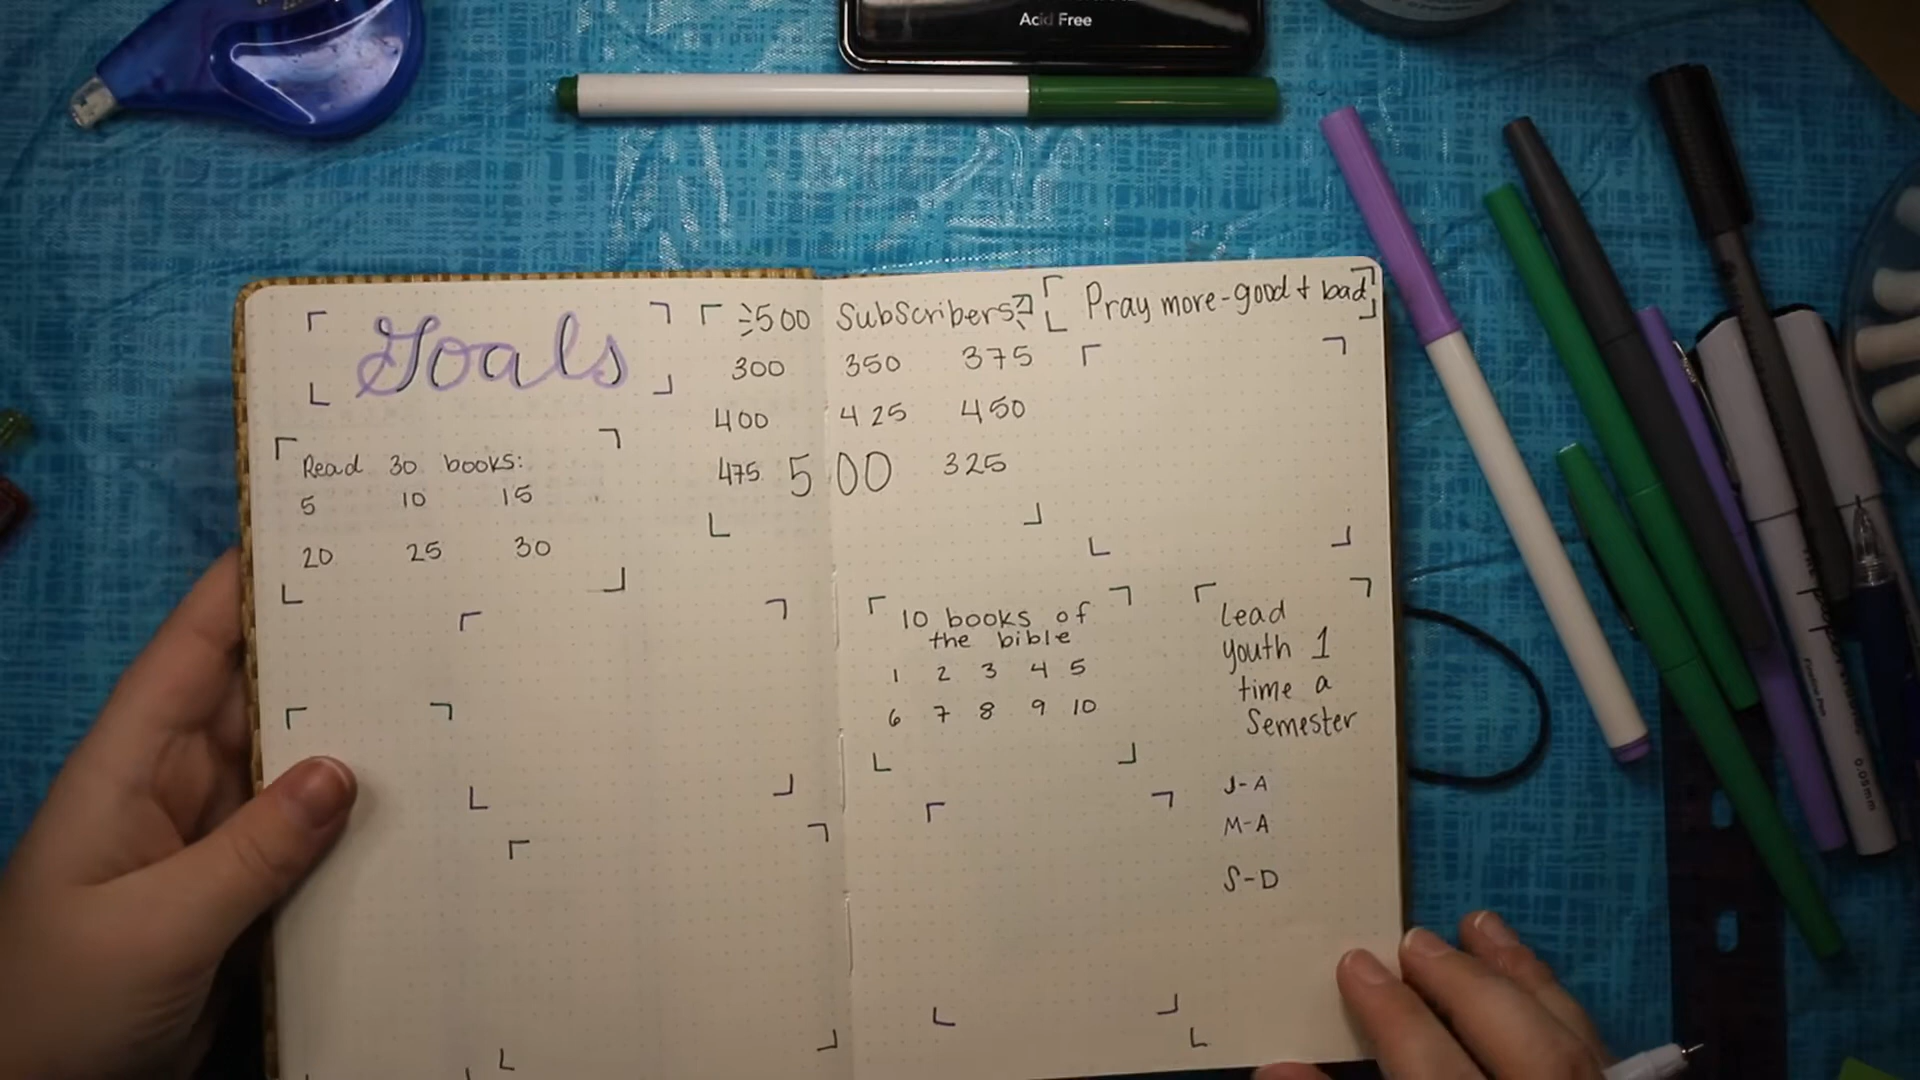 Acid Free
Goals
Read 30 books:
5 10 15
20 25 30
500 Subscribers
300 350 375
400 425 450
475 500 325
Pray more-good + bad
10 books of
the bible
1 2 3 4 5
6 7 8 9 10
Lead
youth 1
time a
Semester
J-A
M-A
S-D
0.05mm